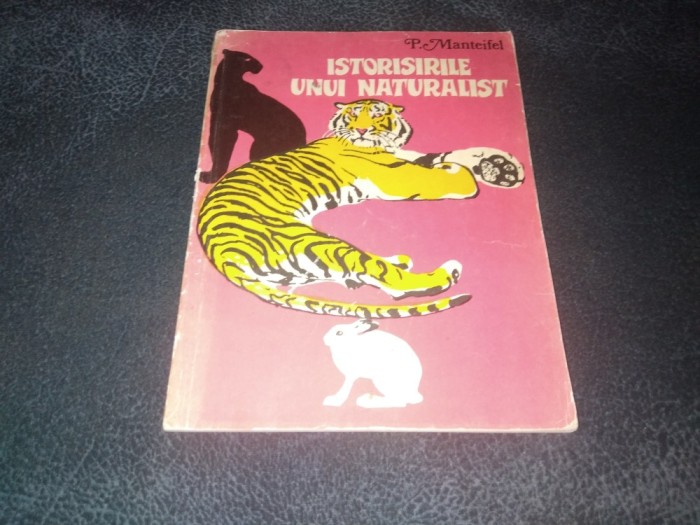 P. Manteifel
ISTORISIRILE
UNUI NATURALIST